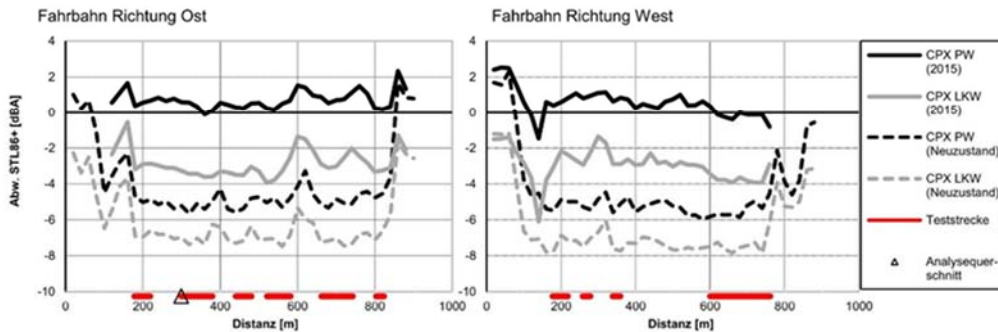 Fahrbahn Richtung Ost
Fahrbahn Richtung West
Abw. STL86+ [dBA]
4
2
0
-2
-4
-6
-8
-10
0
200
400
600
800
1000
Distanz [m]
4
2
0
-2
-4
-6
-8
-10
0
200
400
600
800
1000
Distanz [m]
CPX PW
(2015)
CPX LKW
(2015)
CPX PW
(Neuzustand)
CPX LKW
(Neuzustand)
Teststrecke
Analysequer-
schnitt